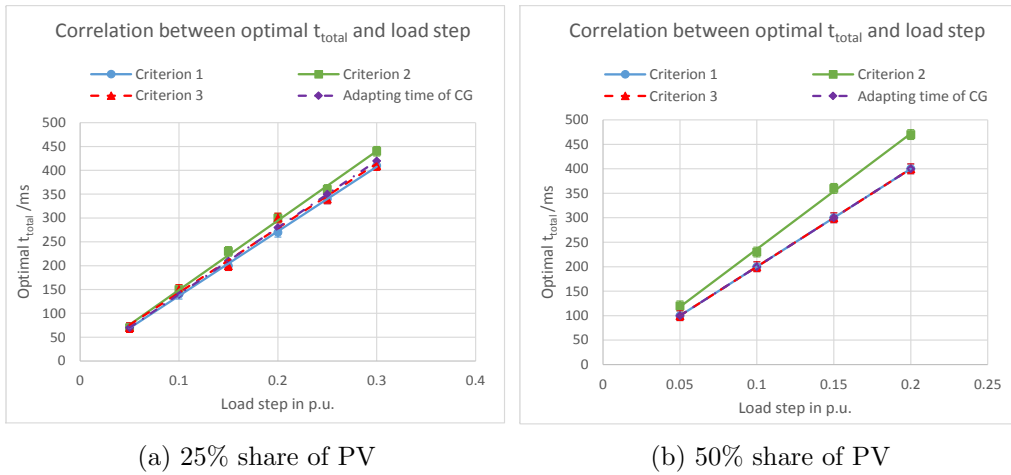 Correlation between optimal t_total and load step
Criterion 1
Criterion 2
Criterion 3
Adapting time of CG
Optimal t_total /ms
500
450
400
350
300
250
200
150
100
50
0
0
0.1
0.2
0.3
0.4
Load step in p.u.
(a) 25% share of PV
Correlation between optimal t_total and load step
Criterion 1
Criterion 2
Criterion 3
Adapting time of CG
Optimal t_total /ms
500
450
400
350
300
250
200
150
100
50
0
0
0.05
0.1
0.15
0.2
0.25
Load step in p.u.
(b) 50% share of PV